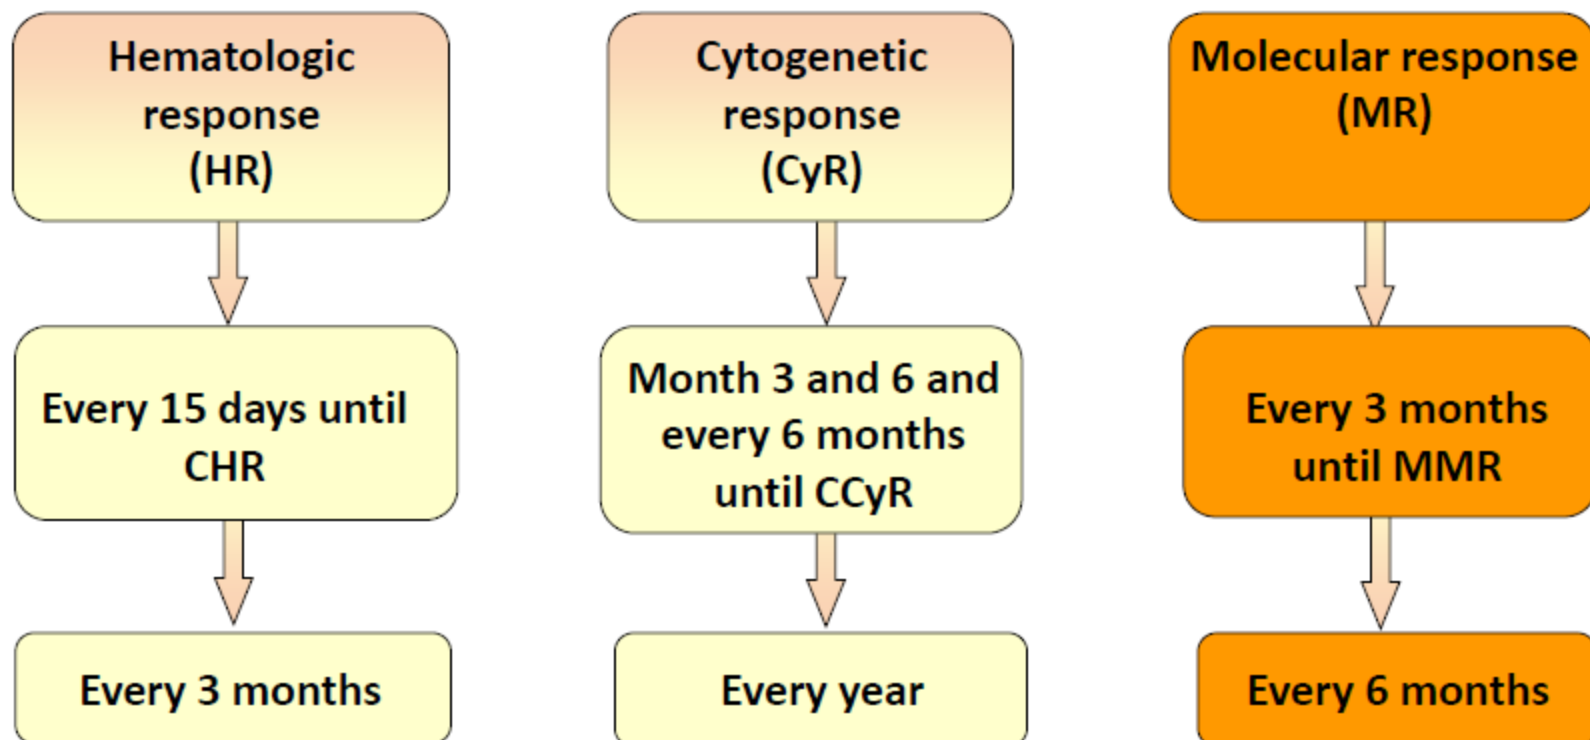 Hematologic
response
(HR)
Every 15 days until
CHR
Every 3 months
Cytogenetic
response
(CyR)
Month 3 and 6 and
every 6 months
until CCyR
Every year
Molecular response
(MR)
Every 3 months
until MMR
Every 6 months